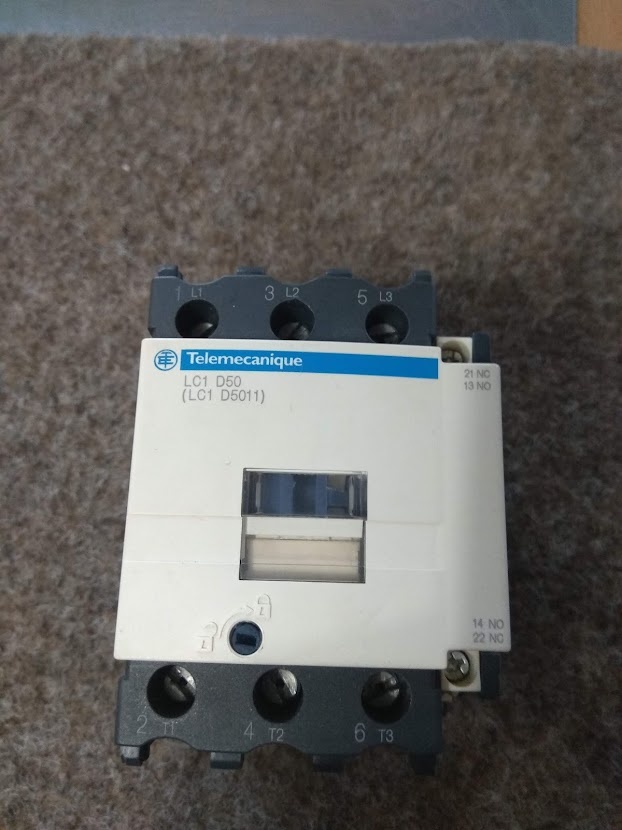 1 L1 3 L2 5 L3
Telemecanique
LC1 D50
(LC1 D5011)
21 NC
13 NO
14 NO
22 NC
2 T1 4 T2 6 T3